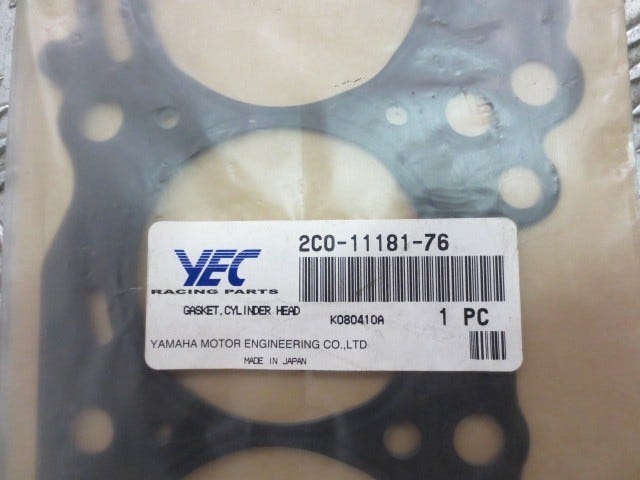 YEC
RACING PARTS
2C0-11181-76
GASKET,CYLINDER HEAD
K080410A
1 PC
YAMAHA MOTOR ENGINEERING CO.,LTD
MADE IN JAPAN